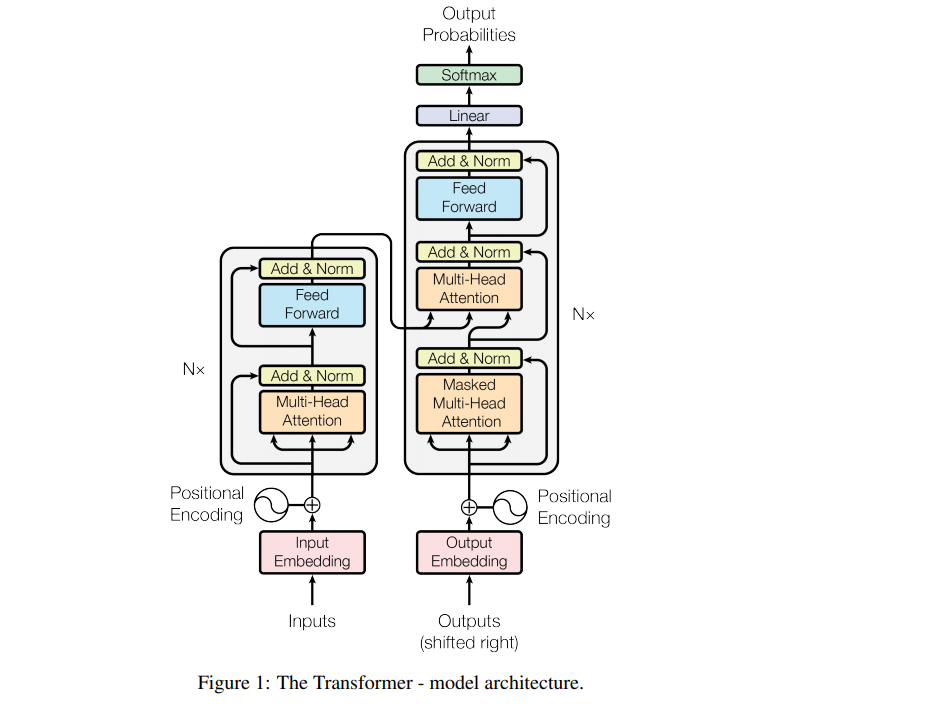 Output
Probabilities
Softmax
Linear
Add & Norm
Feed
Forward
Add & Norm
Multi-Head
Attention
Add & Norm
Masked
Multi-Head
Attention
Nx
Add & Norm
Feed
Forward
Add & Norm
Multi-Head
Attention
Nx
Positional
Encoding
Positional
Encoding
Input
Embedding
Output
Embedding
Inputs
Outputs
(shifted right)
Figure 1: The Transformer - model architecture.